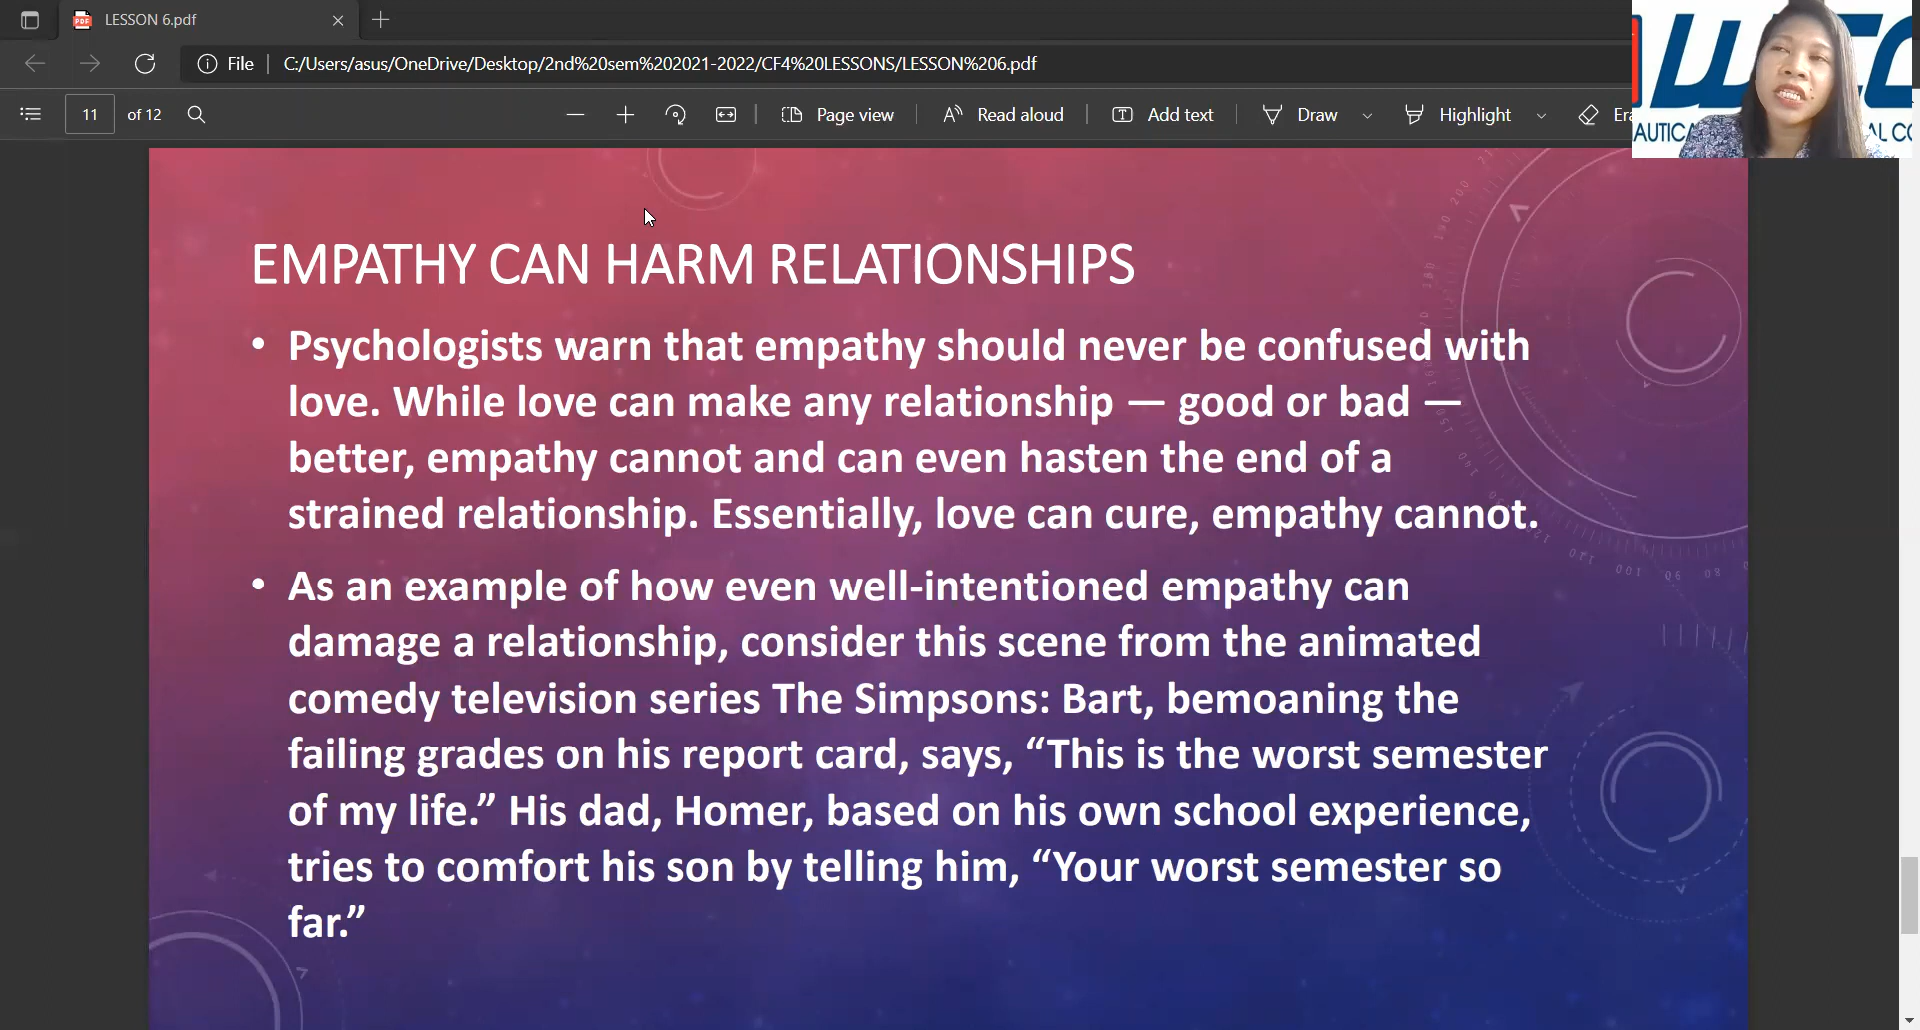 LESSON 6.pdf
File
C:/Users/asus/OneDrive/Desktop/2nd%20sem%202021-2022/CF4%20LESSONS/LESSON%206.pdf
11 of 12
Page view
Read aloud
Add text
Draw
Highlight
EMPATHY CAN HARM RELATIONSHIPS
• Psychologists warn that empathy should never be confused with
love. While love can make any relationship — good or bad —
better, empathy cannot and can even hasten the end of a
strained relationship. Essentially, love can cure, empathy cannot.
• As an example of how even well-intentioned empathy can
damage a relationship, consider this scene from the animated
comedy television series The Simpsons: Bart, bemoaning the
failing grades on his report card, says, “This is the worst semester
of my life.” His dad, Homer, based on his own school experience,
tries to comfort his son by telling him, “Your worst semester so
far.”